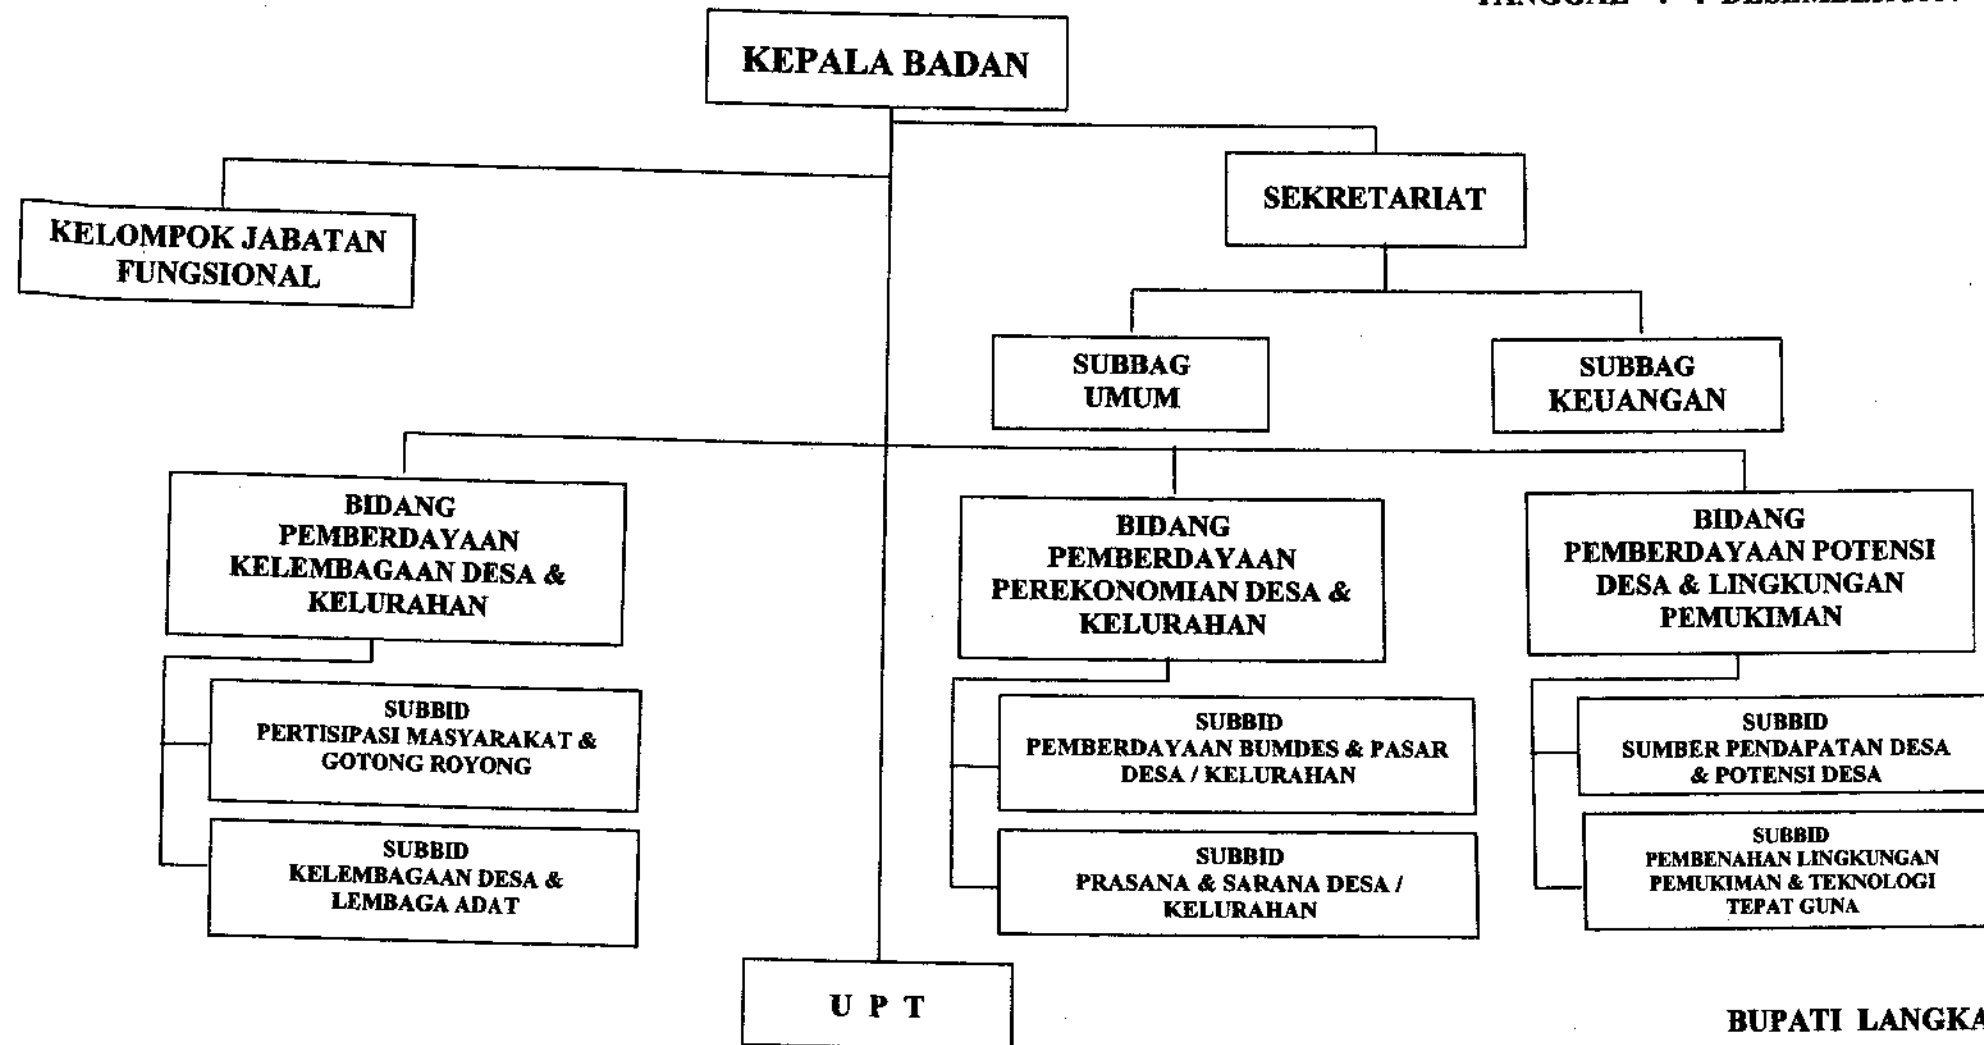 KEPALA BADAN
SEKRETARIAT
KELOMPOK JABATAN
FUNGSIONAL
SUBBAG
UMUM
SUBBAG
KEUANGAN
BIDANG
PEMBERDAYAAN
KELEMBAGAAN DESA &
KELURAHAN
BIDANG
PEMBERDAYAAN
PEREKONOMIAN DESA &
KELURAHAN
BIDANG
PEMBERDAYAAN POTENSI
DESA & LINGKUNGAN
PEMUKIMAN
SUBBID
PERTISIPASI MASYARAKAT &
GOTONG ROYONG
SUBBID
PEMBERDAYAAN BUMDES & PASAR
DESA / KELURAHAN
SUBBID
SUMBER PENDAPATAN DESA
& POTENSI DESA
SUBBID
KELEMBAGAAN DESA &
LEMBAGA ADAT
SUBBID
PRASANA & SARANA DESA /
KELURAHAN
SUBBID
PEMBENAHAN LINGKUNGAN
PEMUKIMAN & TEKNOLOGI
TEPAT GUNA
U P T
BUPATI LANGKA